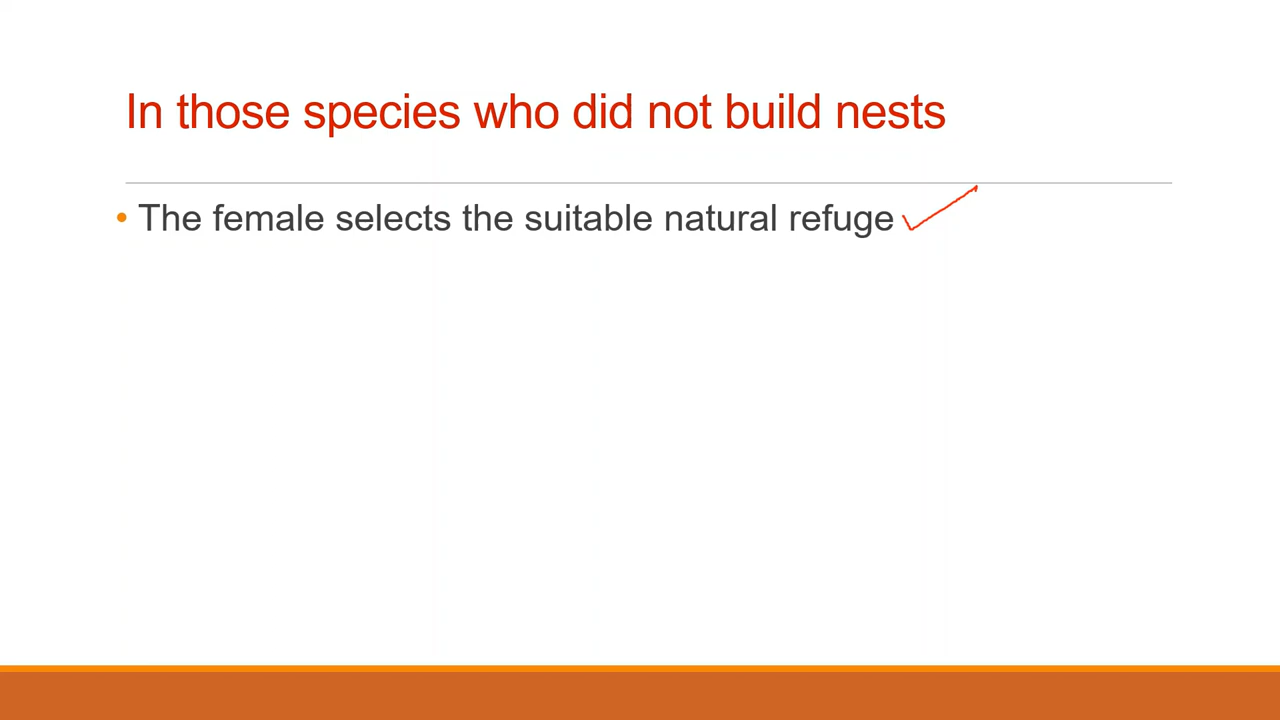 In those species who did not build nests
• The female selects the suitable natural refuge